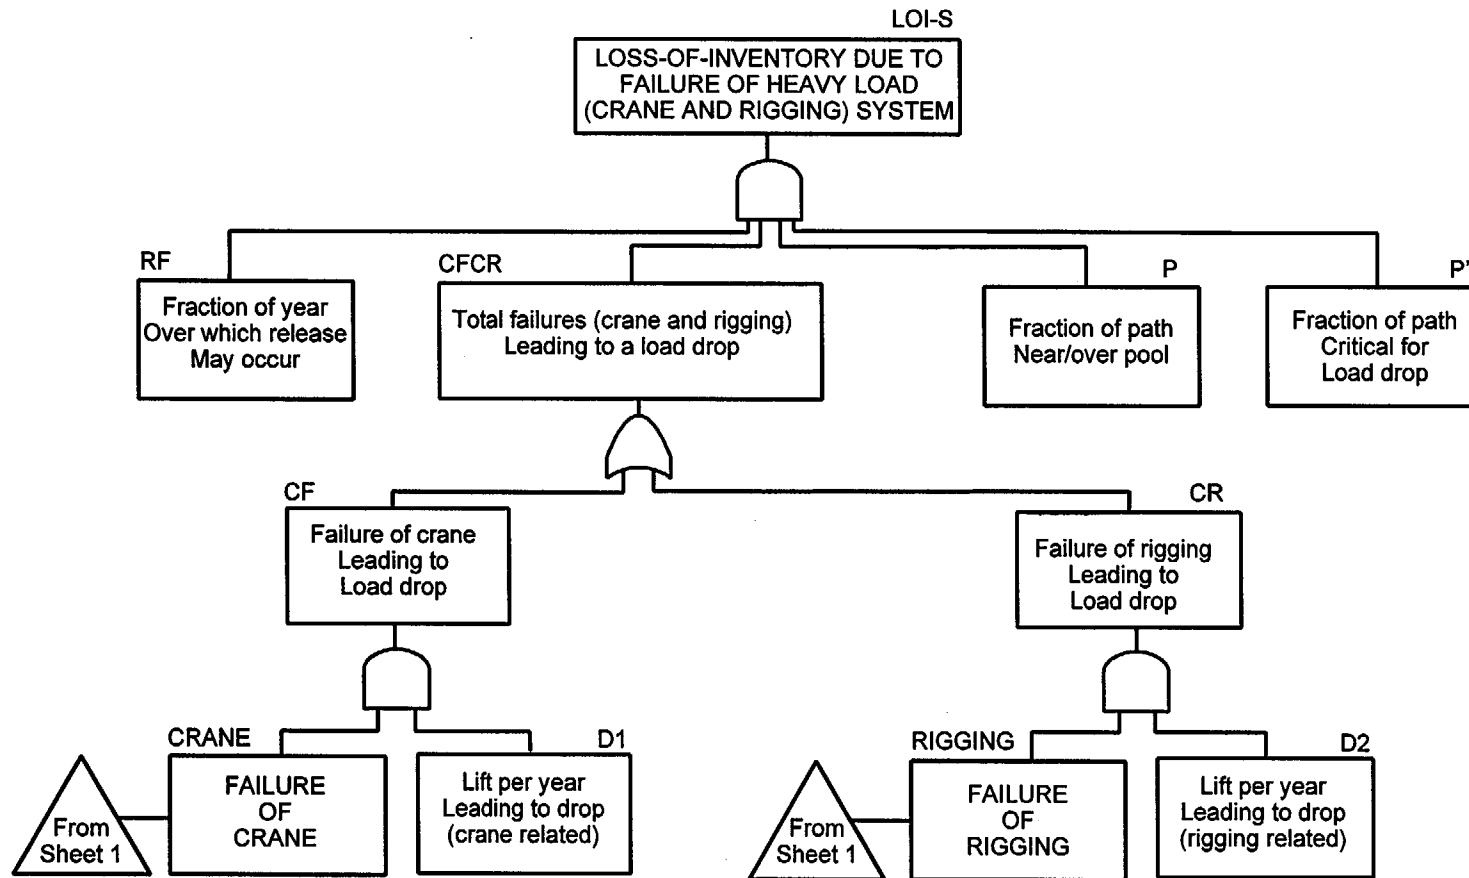 LOI-S
LOSS-OF-INVENTORY DUE TO
FAILURE OF HEAVY LOAD
(CRANE AND RIGGING) SYSTEM
RF
Fraction of year
Over which release
May occur
CFCR
Total failures (crane and rigging)
Leading to a load drop
P
Fraction of path
Near/over pool
P'
Fraction of path
Critical for
Load drop
CF
Failure of crane
Leading to
Load drop
CR
Failure of rigging
Leading to
Load drop
From
Sheet 1
CRANE
FAILURE
OF
CRANE
D1
Lift per year
Leading to drop
(crane related)
From
Sheet 1
RIGGING
FAILURE
OF
RIGGING
D2
Lift per year
Leading to drop
(rigging related)